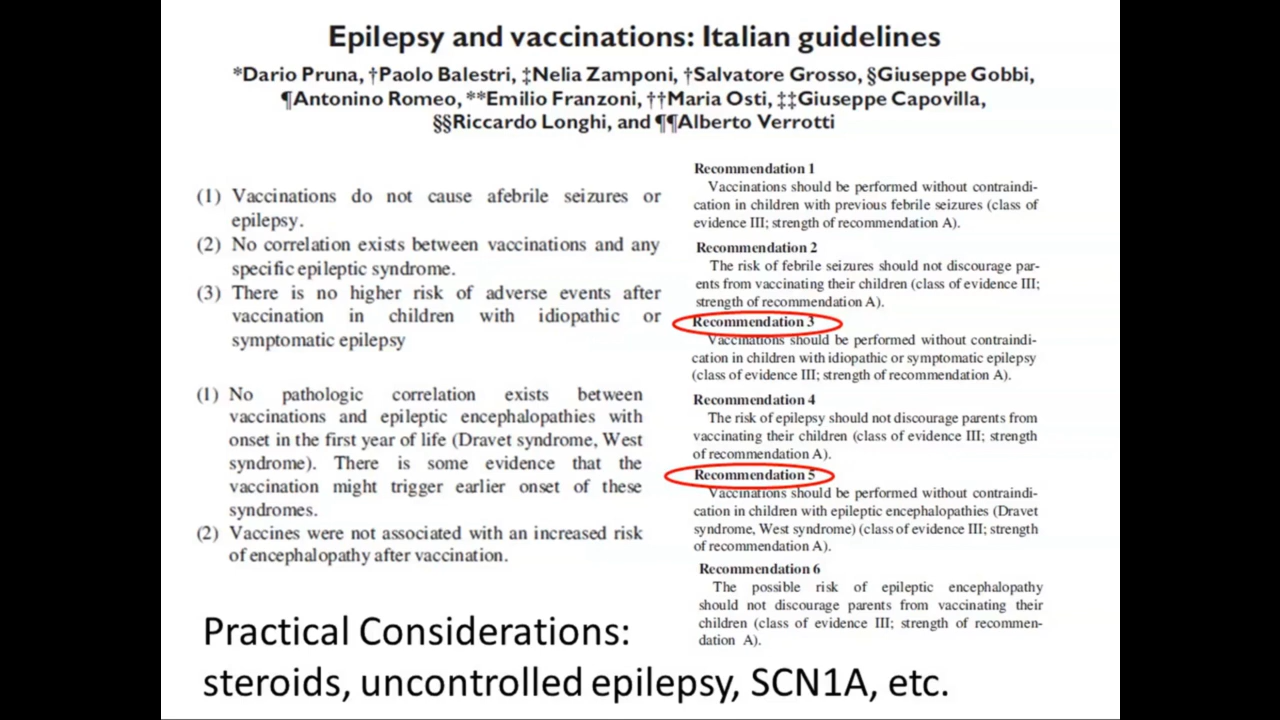 Epilepsy and vaccinations: Italian guidelines
*Dario Pruna, †Paolo Balestri, ‡Nelia Zamponi, †Salvatore Grosso, §Giuseppe Gobbi,
¶Antonino Romeo, **Emilio Franzoni, ††Maria Osti, ‡‡Giuseppe Capovilla,
§§Riccardo Longhi, and ¶¶Alberto Verrotti
(1) Vaccinations do not cause afebrile seizures or
epilepsy.
(2) No correlation exists between vaccinations and any
specific epileptic syndrome.
(3) There is no higher risk of adverse events after
vaccination in children with idiopathic or
symptomatic epilepsy
(1) No pathologic correlation exists between
vaccinations and epileptic encephalopathies with
onset in the first year of life (Dravet syndrome, West
syndrome). There is some evidence that the
vaccination might trigger earlier onset of these
syndromes.
(2) Vaccines were not associated with an increased risk
of encephalopathy after vaccination.
Recommendation 1
Vaccinations should be performed without contraindi-
cation in children with previous febrile seizures (class of
evidence III; strength of recommendation A).
Recommendation 2
The risk of febrile seizures should not discourage par-
ents from vaccinating their children (class of evidence III;
strength of recommendation A).
Recommendation 3
Vaccinations should be performed without contraindi-
cation in children with idiopathic or symptomatic epilepsy
(class of evidence III; strength of recommendation A).
Recommendation 4
The risk of epilepsy should not discourage parents from
vaccinating their children (class of evidence III; strength
of recommendation A).
Recommendation 5
Vaccinations should be performed without contraindi-
cation in children with epileptic encephalopathies (Dravet
syndrome, West syndrome) (class of evidence III; strength
of recommendation A).
Recommendation 6
The possible risk of epileptic encephalopathy
should not discourage parents from vaccinating their
children (class of evidence III; strength of recommen-
dation A).
Practical Considerations:
steroids, uncontrolled epilepsy, SCN1A, etc.